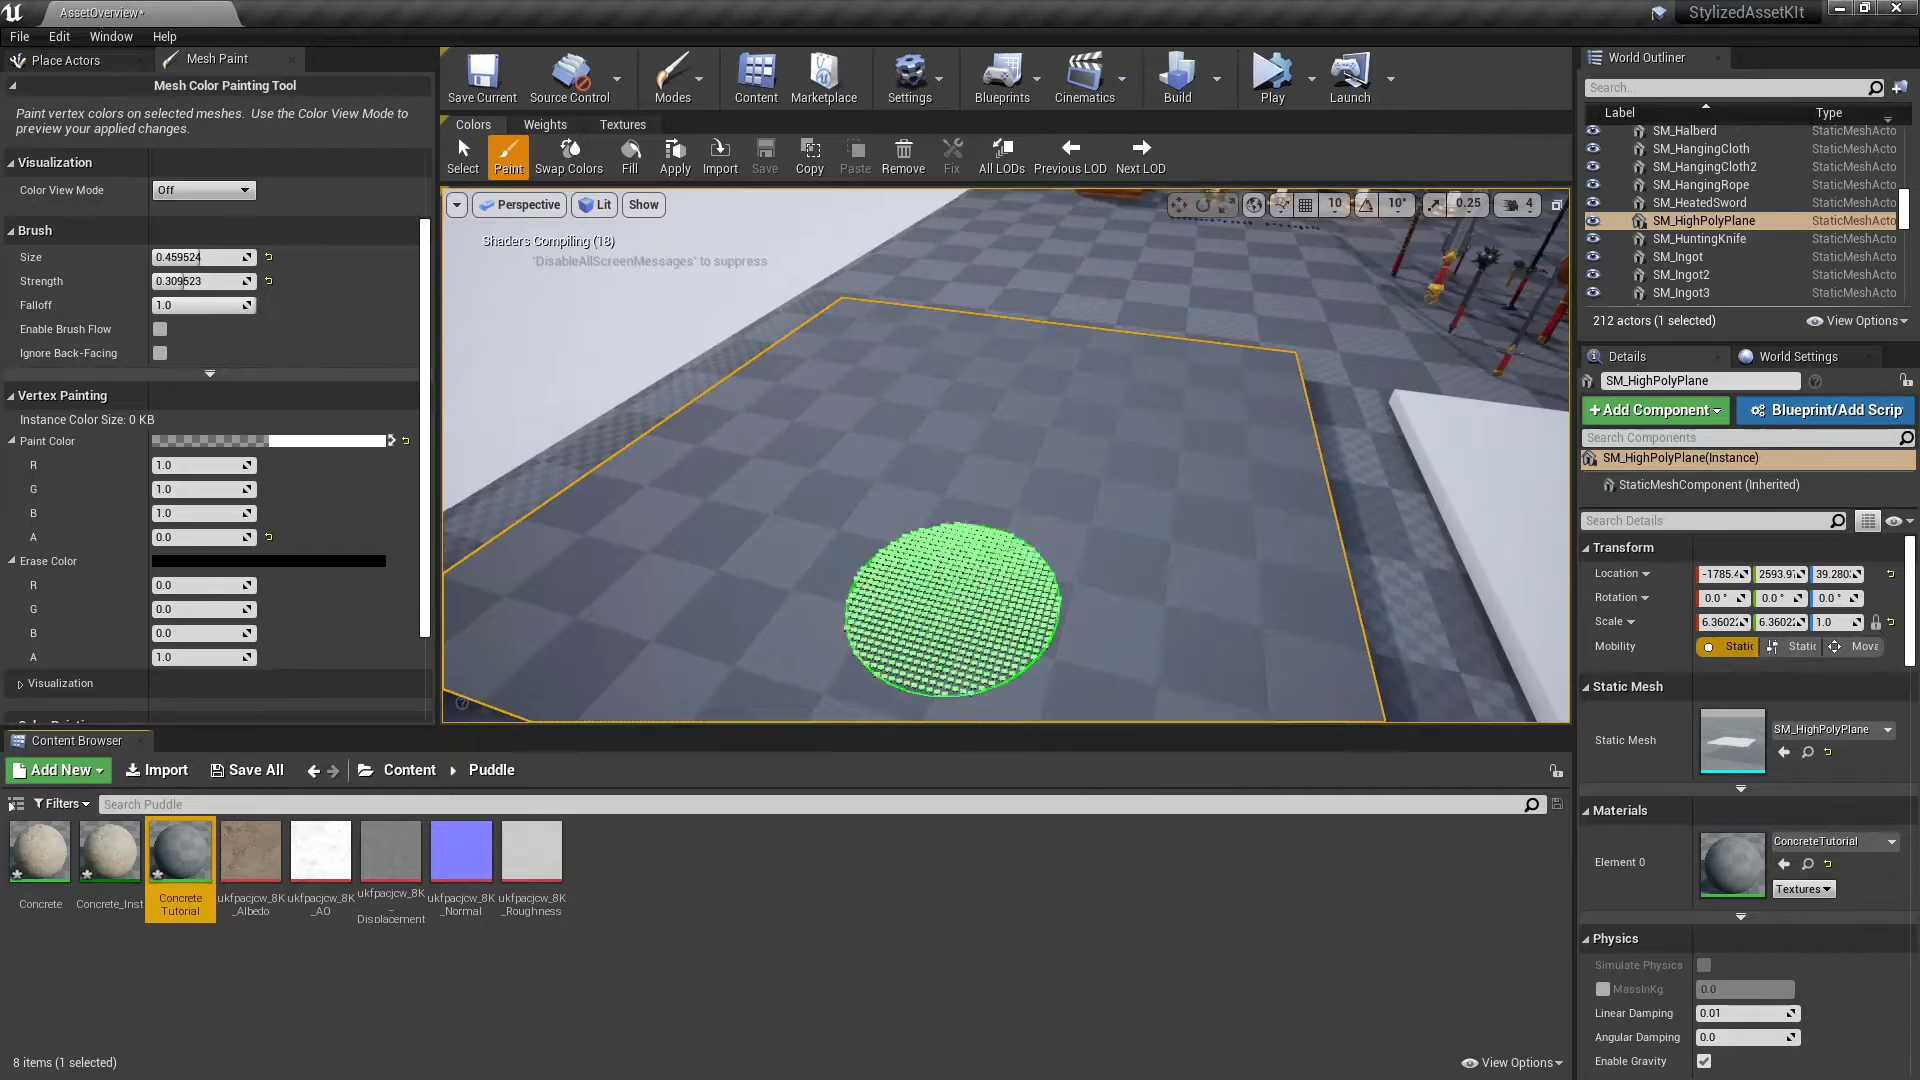 AssetOverview*
StylizedAssetKIt
File Edit Window Help
Place Actors
Mesh Paint
Mesh Color Painting Tool
Paint vertex colors on selected meshes. Use the Color View Mode to
preview your applied changes.
Visualization
Color View Mode Off
Brush
Size 0.459524
Strength 0.309523
Falloff 1.0
Enable Brush Flow
Ignore Back-Facing
Vertex Painting
Instance Color Size: 0 KB
Paint Color
R 1.0
G 1.0
B 1.0
A 0.0
Erase Color
R 0.0
G 0.0
B 0.0
A 1.0
Visualization
Save Current Source Control Modes Content Marketplace Settings Blueprints Cinematics Build Play Launch
Colors Weights Textures
Select Paint Swap Colors Fill Apply Import Save Copy Paste Remove Fix All LODs Previous LOD Next LOD
Perspective Lit Show 10 10° 0.25 4
Shaders Compiling (18)
'DisableAllScreenMessages' to suppress
World Outliner
Search...
Label Type
SM_Halberd StaticMeshActo
SM_HangingCloth StaticMeshActo
SM_HangingCloth2 StaticMeshActo
SM_HangingRope StaticMeshActo
SM_HeatedSword StaticMeshActo
SM_HighPolyPlane StaticMeshActo
SM_HuntingKnife StaticMeshActo
SM_Ingot StaticMeshActo
SM_Ingot2 StaticMeshActo
SM_Ingot3 StaticMeshActo
212 actors (1 selected) View Options
Details World Settings
SM_HighPolyPlane
+Add Component Blueprint/Add Scrip
Search Components
SM_HighPolyPlane(Instance)
StaticMeshComponent (Inherited)
Search Details
Transform
Location -1785.4 2593.97 39.280
Rotation 0.0 ° 0.0 ° 0.0 °
Scale 6.3602 6.3602 1.0
Mobility Static Static Mova
Static Mesh
Static Mesh SM_HighPolyPlane
Materials
Element 0 ConcreteTutorial
Textures
Physics
Simulate Physics
MassInKg 0.0
Linear Damping 0.01
Angular Damping 0.0
Enable Gravity
Content Browser
Add New Import Save All Content Puddle
Filters Search Puddle
Concrete
Concrete_Inst
Concrete
Tutorial
ukfpacjcw_8K
_Albedo
ukfpacjcw_8K
_AO
ukfpacjcw_8K
_
Displacement
ukfpacjcw_8K
_Normal
ukfpacjcw_8K
_Roughness
8 items (1 selected) View Options